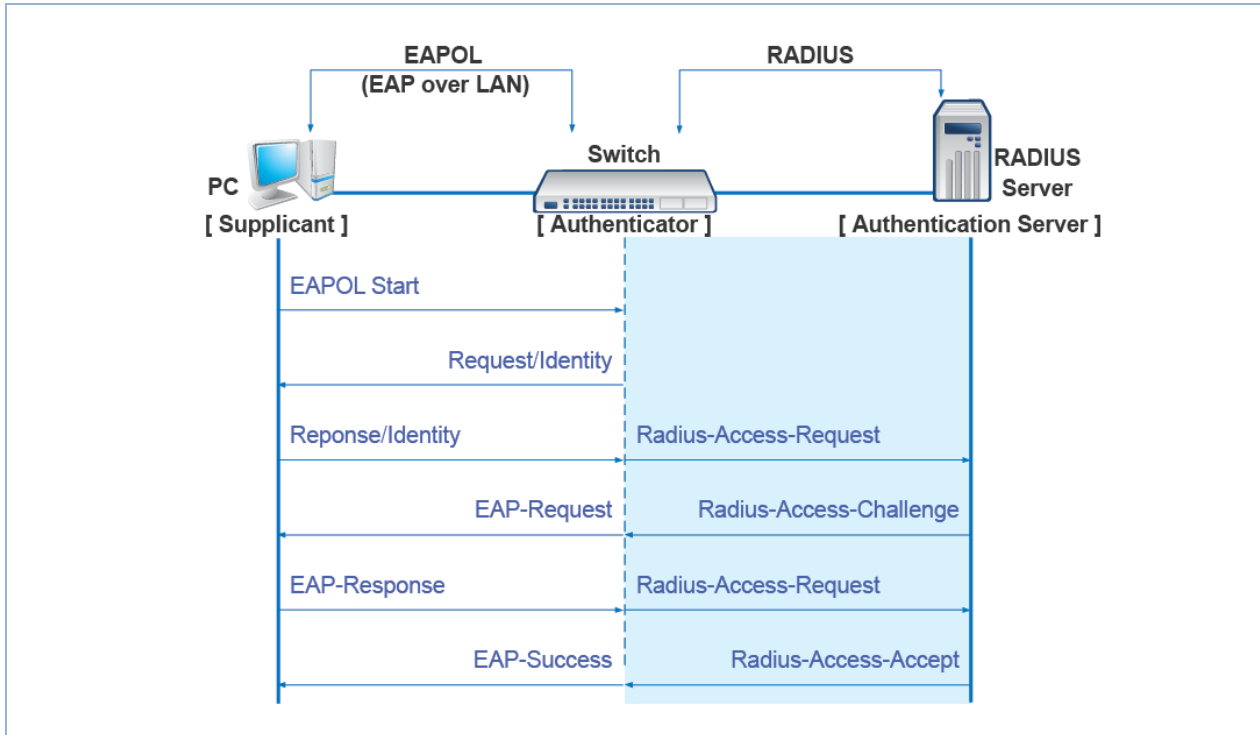 EAPOL
(EAP over LAN)
RADIUS
Switch
PC
RADIUS
Server
[ Supplicant ]
[ Authenticator ]
[ Authentication Server ]
EAPOL Start
Request/Identity
Reponse/Identity
Radius-Access-Request
EAP-Request
Radius-Access-Challenge
EAP-Response
Radius-Access-Request
EAP-Success
Radius-Access-Accept